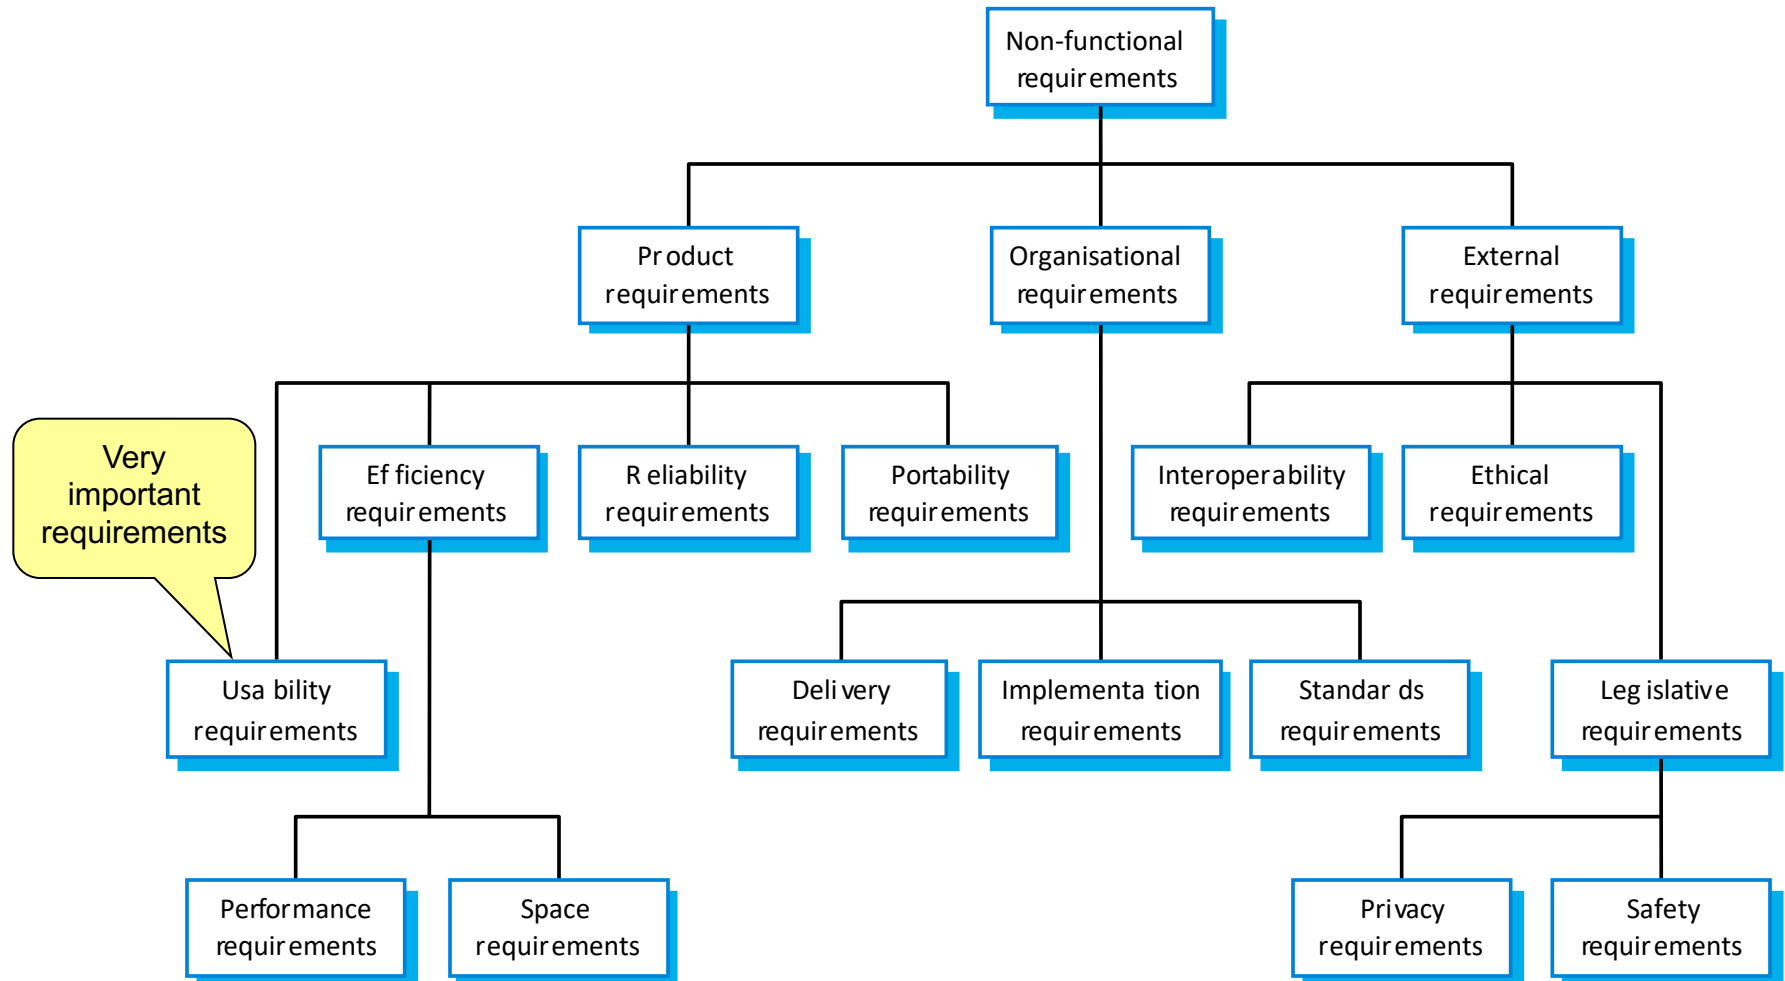 Non-functional
requirements
Product
requirements
Organisational
requirements
External
requirements
Very
important
requirements
Efficiency
requirements
Reliability
requirements
Portability
requirements
Interoperability
requirements
Ethical
requirements
Usability
requirements
Delivery
requirements
Implementation
requirements
Standards
requirements
Legislative
requirements
Performance
requirements
Space
requirements
Privacy
requirements
Safety
requirements